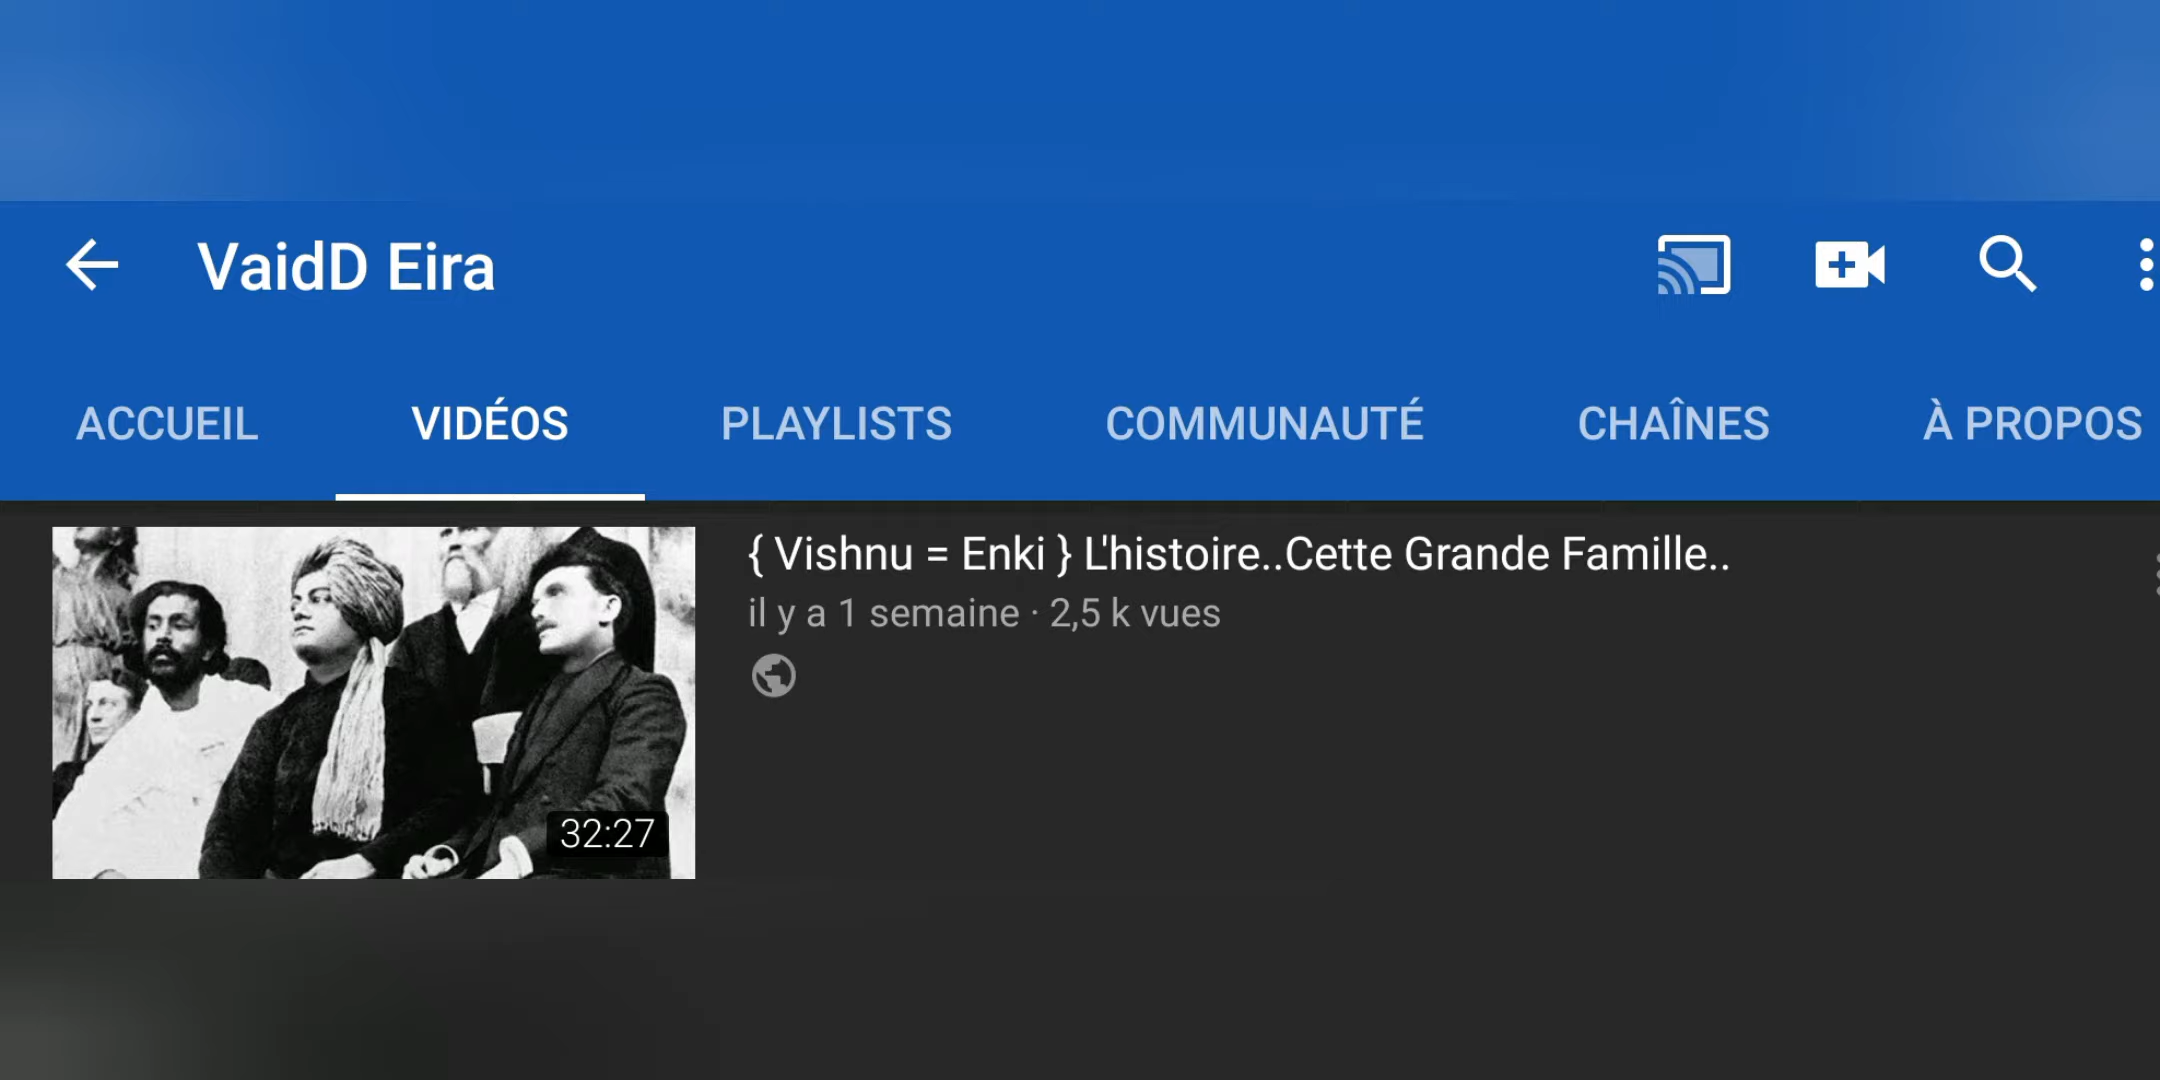 VaidD Eira
ACCUEIL VIDÉOS PLAYLISTS COMMUNAUTÉ CHAÎNES À PROPOS
{ Vishnu = Enki } L'histoire..Cette Grande Famille..
il y a 1 semaine · 2,5 k vues
32:27